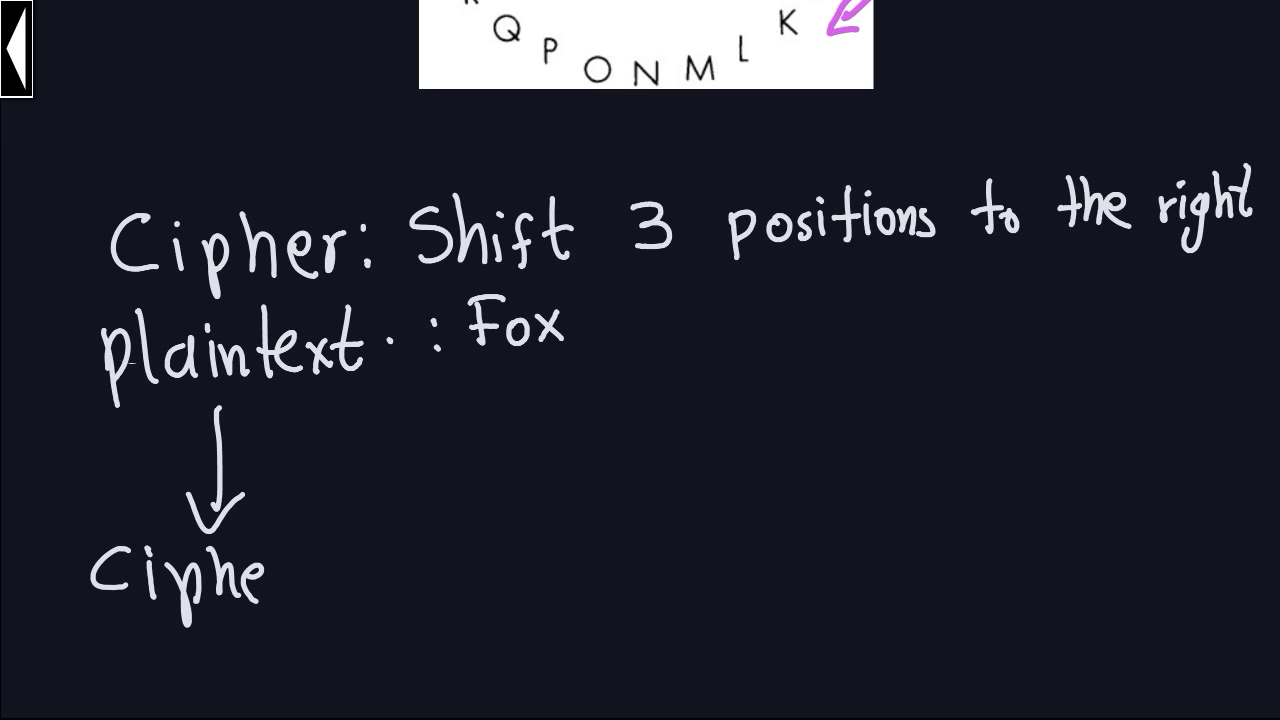 Q P O N M L K
Cipher: Shift 3 positions to the right
plaintext . : Fox
Ciphe